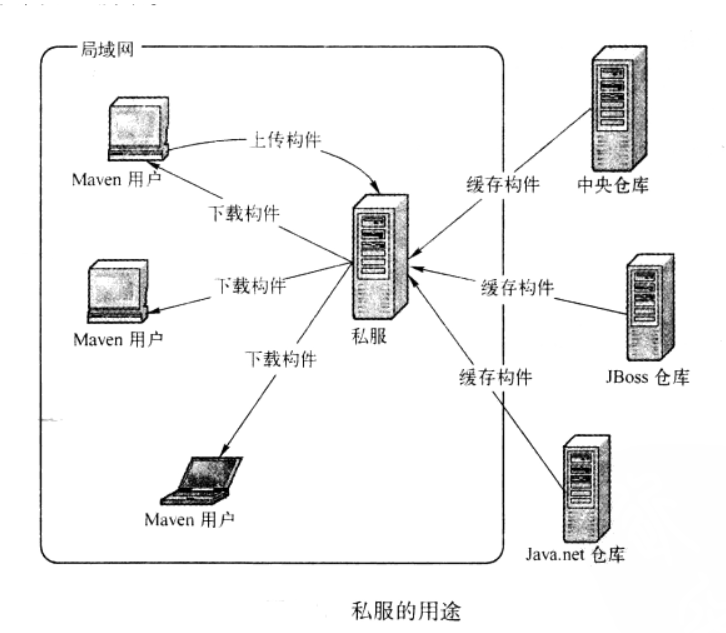 局域网
上传构件
Maven 用户
下载构件
缓存构件
中央仓库
下载构件
缓存构件
Maven 用户
私服
下载构件
缓存构件
JBoss 仓库
Maven 用户
Java.net 仓库
私服的用途